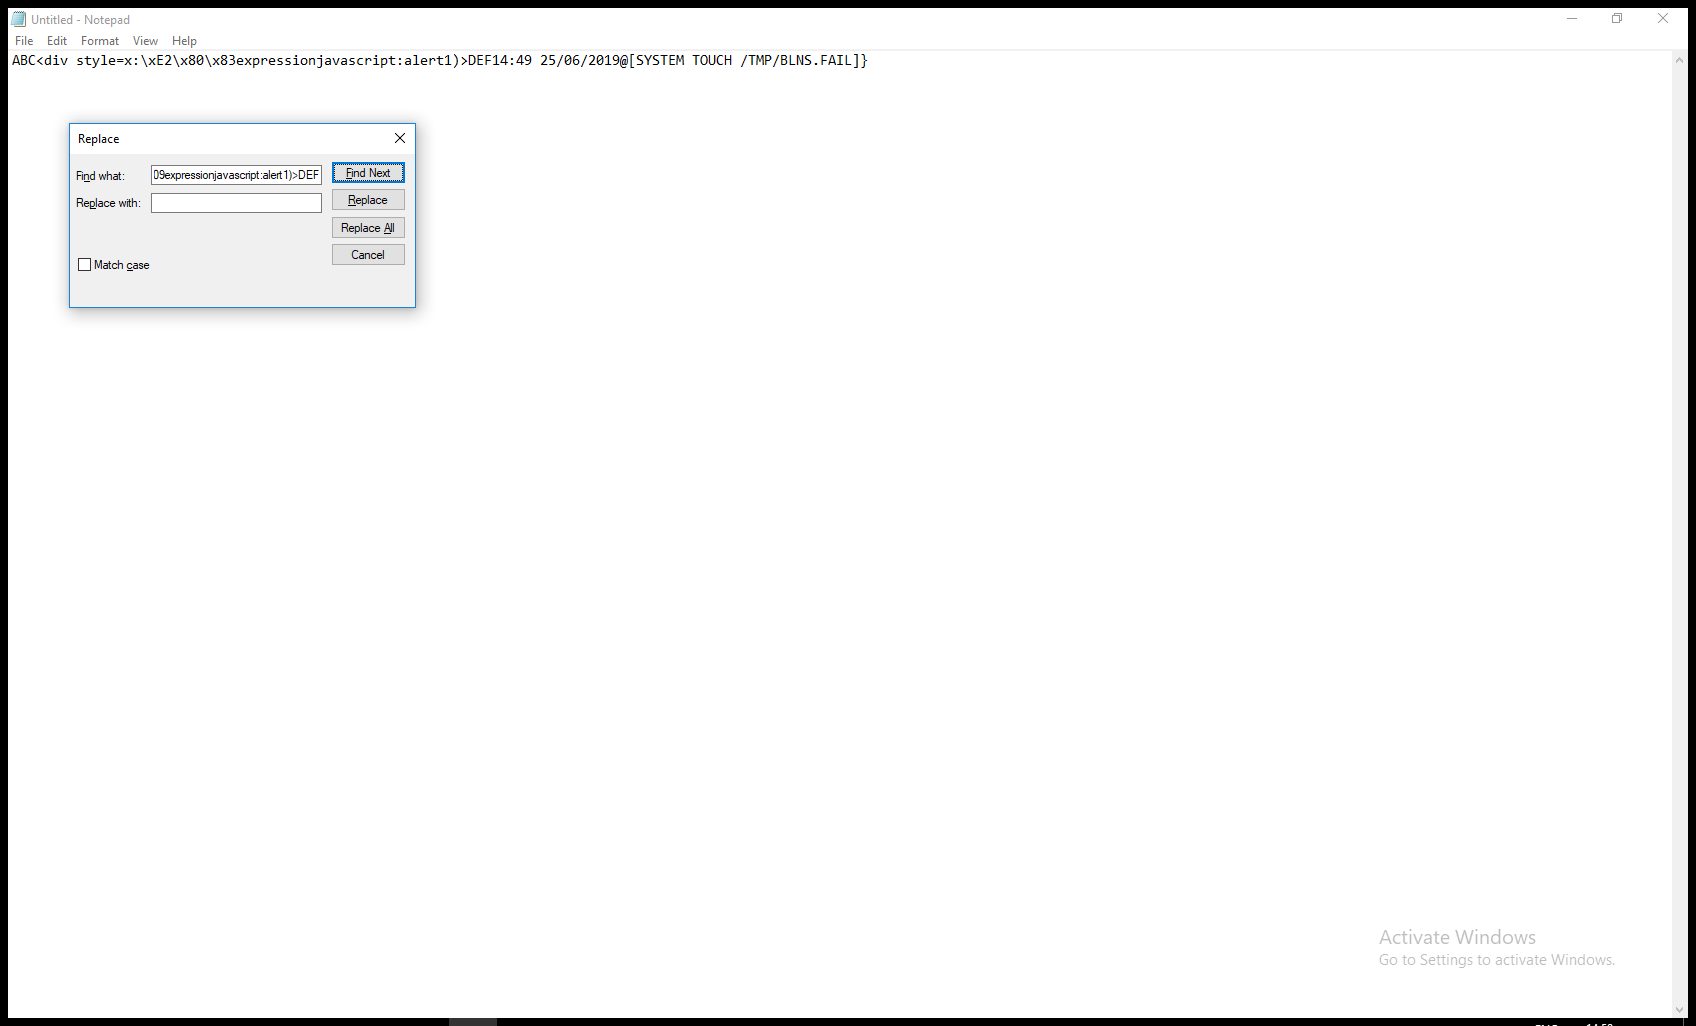 Untitled - Notepad
File Edit Format View Help
ABC<div style=x:\xE2\x80\x83expressionjavascript:alert1)>DEF14:49 25/06/2019@[SYSTEM TOUCH /TMP/BLNS.FAIL]}
Replace
Find what: 09expressionjavascript:alert1)>DEF Find Next
Replace with: Replace
Replace All
Cancel
Match case
Activate Windows
Go to Settings to activate Windows.